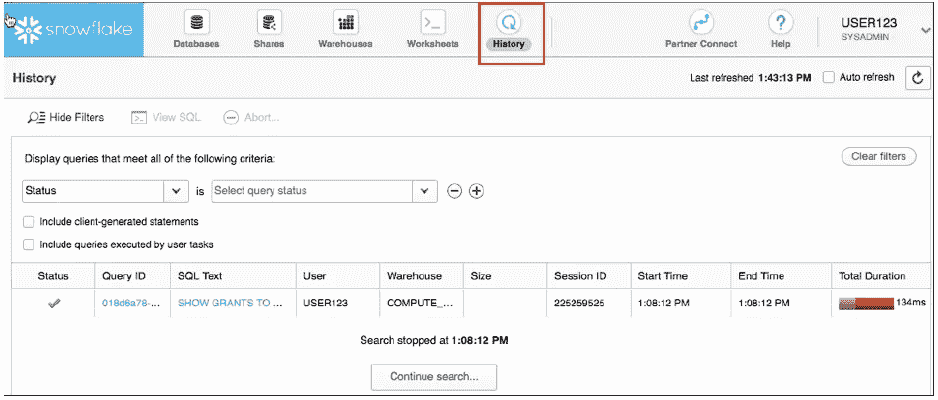 snowflake
Databases
Shares
Warehouses
Worksheets
History
Partner Connect
Help
USER123
SYSADMIN
History
Last refreshed 1:43:13 PM
Auto refresh
Hide Filters
View SQL
Abort...
Display queries that meet all of the following criteria:
Clear filters
Status
is
Select query status
Include client-generated statements
Include queries executed by user tasks
Status Query ID SQL Text User Warehouse Size Session ID Start Time End Time Total Duration
018d6a78-... SHOW GRANTS TO ... USER123 COMPUTE_... 225259525 1:08:12 PM 1:08:12 PM 134ms
Search stopped at 1:08:12 PM
Continue search...